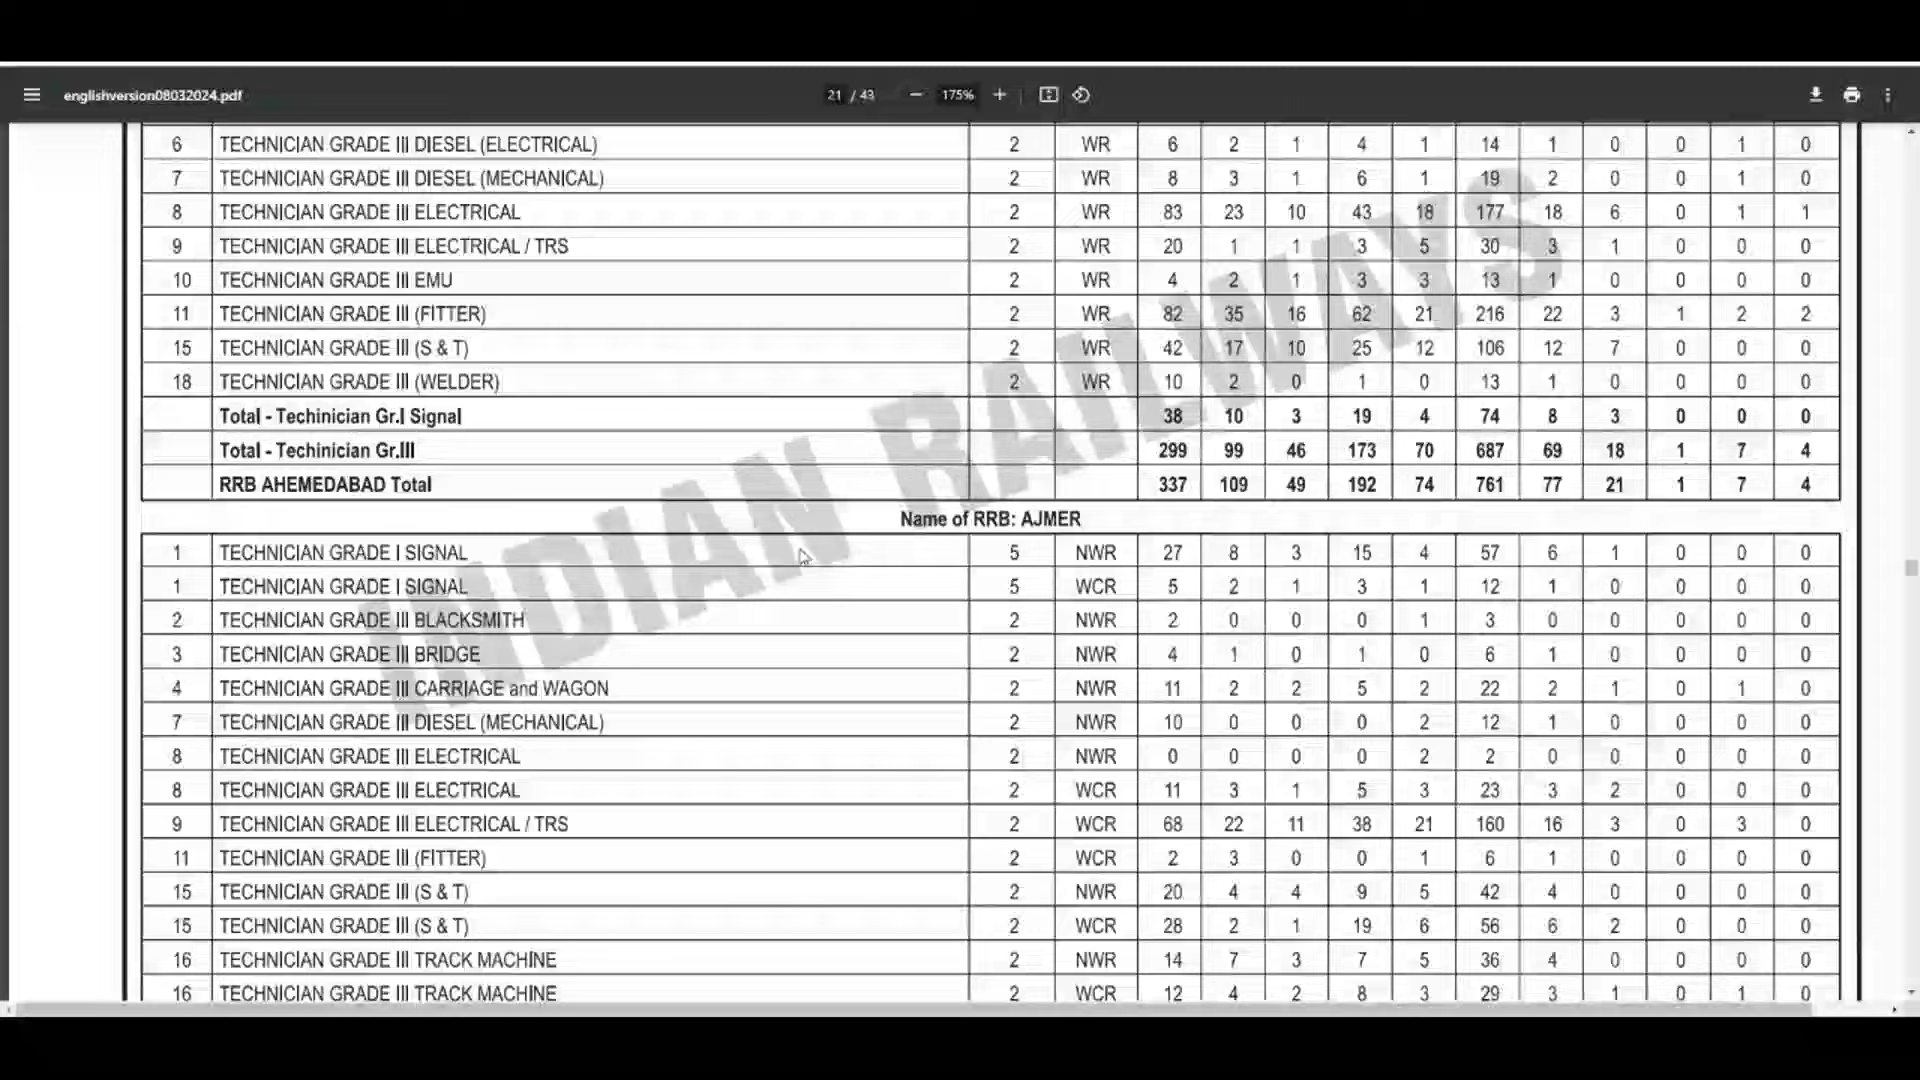 englishversion08032024.pdf 21 / 43 175%
6 TECHNICIAN GRADE III DIESEL (ELECTRICAL) 2 WR 6 2 1 4 1 14 1 0 0 1 0
7 TECHNICIAN GRADE III DIESEL (MECHANICAL) 2 WR 8 3 1 6 1 19 2 0 0 1 0
8 TECHNICIAN GRADE III ELECTRICAL 2 WR 83 23 10 43 18 177 18 6 0 1 1
9 TECHNICIAN GRADE III ELECTRICAL / TRS 2 WR 20 1 1 3 5 30 3 1 0 0 0
10 TECHNICIAN GRADE III EMU 2 WR 4 2 1 3 3 13 1 0 0 0 0
11 TECHNICIAN GRADE III (FITTER) 2 WR 82 35 16 62 21 216 22 3 1 2 2
15 TECHNICIAN GRADE III (S & T) 2 WR 42 17 10 25 12 106 12 7 0 0 0
18 TECHNICIAN GRADE III (WELDER) 2 WR 10 2 0 1 0 13 1 0 0 0 0
Total - Techinician Gr.I Signal 38 10 3 19 4 74 8 3 0 0 0
Total - Techinician Gr.III 299 99 46 173 70 687 69 18 1 7 4
RRB AHEMEDABAD Total 337 109 49 192 74 761 77 21 1 7 4
Name of RRB: AJMER
1 TECHNICIAN GRADE I SIGNAL 5 NWR 27 8 3 15 4 57 6 1 0 0 0
1 TECHNICIAN GRADE I SIGNAL 5 WCR 5 2 1 3 1 12 1 0 0 0 0
2 TECHNICIAN GRADE III BLACKSMITH 2 NWR 2 0 0 0 1 3 0 0 0 0 0
3 TECHNICIAN GRADE III BRIDGE 2 NWR 4 1 0 1 0 6 1 0 0 0 0
4 TECHNICIAN GRADE III CARRIAGE and WAGON 2 NWR 11 2 2 5 2 22 2 1 0 1 0
7 TECHNICIAN GRADE III DIESEL (MECHANICAL) 2 NWR 10 0 0 0 2 12 1 0 0 0 0
8 TECHNICIAN GRADE III ELECTRICAL 2 NWR 0 0 0 0 2 2 0 0 0 0 0
8 TECHNICIAN GRADE III ELECTRICAL 2 WCR 11 3 1 5 3 23 3 2 0 0 0
9 TECHNICIAN GRADE III ELECTRICAL / TRS 2 WCR 68 22 11 38 21 160 16 3 0 3 0
11 TECHNICIAN GRADE III (FITTER) 2 WCR 2 3 0 0 1 6 1 0 0 0 0
15 TECHNICIAN GRADE III (S & T) 2 NWR 20 4 4 9 5 42 4 0 0 0 0
15 TECHNICIAN GRADE III (S & T) 2 WCR 28 2 1 19 6 56 6 2 0 0 0
16 TECHNICIAN GRADE III TRACK MACHINE 2 NWR 14 7 3 7 5 36 4 0 0 0 0
16 TECHNICIAN GRADE III TRACK MACHINE 2 WCR 12 4 2 8 3 29 3 1 0 1 0
INDIAN RAILWAYS